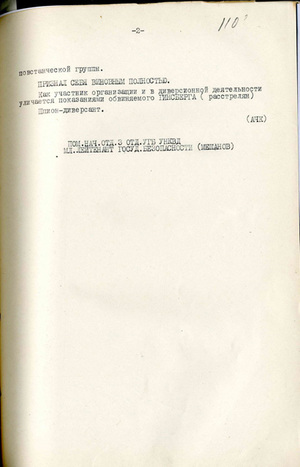 -2-
110
повстанческой группы.
ПРИЗНАЛ СЕБЯ ВИНОВНЫМ ПОЛНОСТЬЮ.
Как участник организации и в диверсионной деятельности
уличается показаниями обвиняемого ГИНСБЕРГА ( расстрелян)
Шпион-диверсант.
(АЧК)
ПОМ.НАЧ.ОТД.3 ОТД.УГБ УНКВД
МЛ.ЛЕЙТЕНАНТ ГОСУД.БЕЗОПАСНОСТИ (МЕШАНОВ)